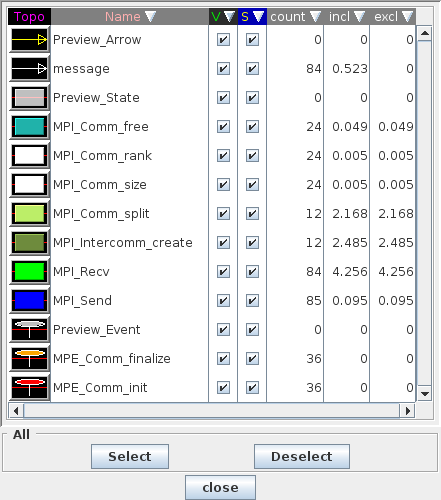 Topo Name V S count incl excl
Preview_Arrow 0 0 0
message 84 0.523 0
Preview_State 0 0 0
MPI_Comm_free 24 0.049 0.049
MPI_Comm_rank 24 0.005 0.005
MPI_Comm_size 24 0.005 0.005
MPI_Comm_split 12 2.168 2.168
MPI_Intercomm_create 12 2.485 2.485
MPI_Recv 84 4.256 4.256
MPI_Send 85 0.095 0.095
Preview_Event 0 0 0
MPE_Comm_finalize 36 0 0
MPE_Comm_init 36 0 0
All
Select Deselect
close